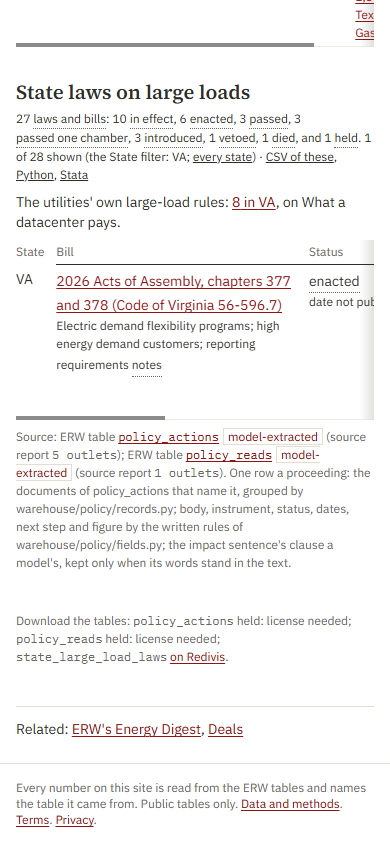 Tex
Gas
State laws on large loads
27 laws and bills: 10 in effect, 6 enacted, 3 passed, 3
passed one chamber, 3 introduced, 1 vetoed, 1 died, and 1 held. 1
of 28 shown (the State filter: VA; every state) · CSV of these,
Python, Stata
The utilities' own large-load rules: 8 in VA, on What a
datacenter pays.
State Bill Status
VA 2026 Acts of Assembly, chapters 377 enacted
and 378 (Code of Virginia 56-596.7) date not pub
Electric demand flexibility programs; high
energy demand customers; reporting
requirements notes
Source: ERW table policy_actions model-extracted (source
report 5 outlets); ERW table policy_reads model-
extracted (source report 1 outlets). One row a proceeding: the
documents of policy_actions that name it, grouped by
warehouse/policy/records.py; body, instrument, status, dates,
next step and figure by the written rules of
warehouse/policy/fields.py; the impact sentence's clause a
model's, kept only when its words stand in the text.
Download the tables: policy_actions held: license needed;
policy_reads held: license needed;
state_large_load_laws on Redivis.
Related: ERW's Energy Digest, Deals
Every number on this site is read from the ERW tables and names
the table it came from. Public tables only. Data and methods.
Terms. Privacy.